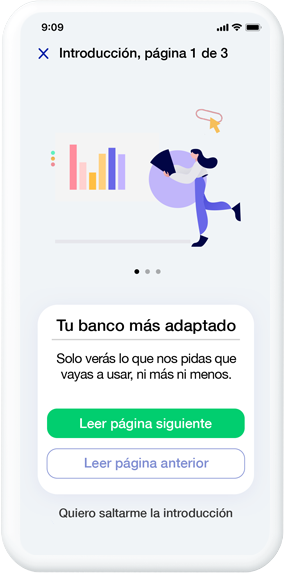 9:09
Introducción, página 1 de 3
Tu banco más adaptado
Solo verás lo que nos pidas que
vayas a usar, ni más ni menos.
Leer página siguiente
Leer página anterior
Quiero saltarme la introducción